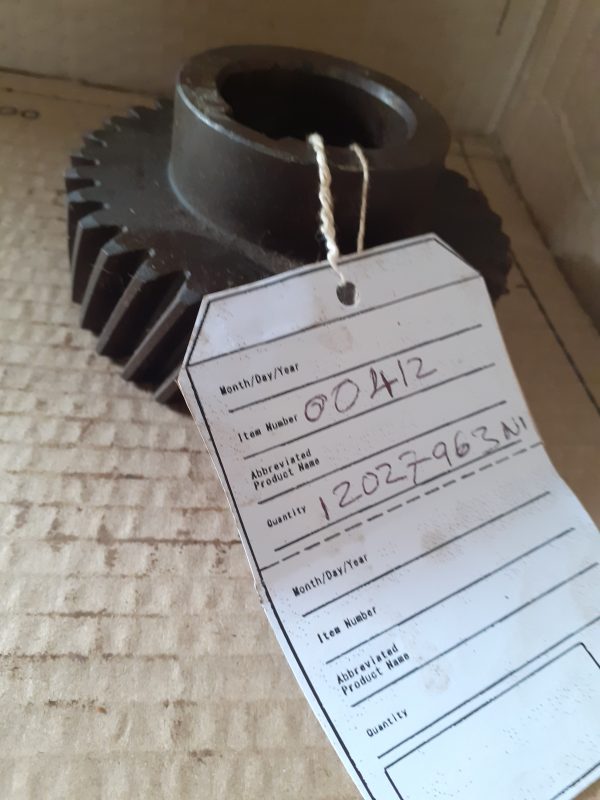 Month/Day/Year
Item Number 00412
Abbreviated
Product Name
Quantity 12027963N1
Month/Day/Year
Item Number
Abbreviated
Product Name
Quantity